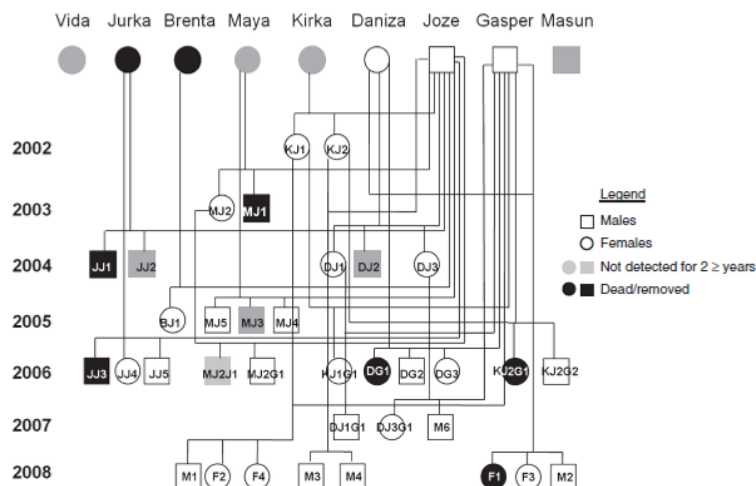 Vida Jurka Brenta Maya Kirka Daniza Joze Gasper Masun
2002
KJ1 KJ2
2003
MJ2 MJ1
Legend
Males
Females
Not detected for 2 ≥ years
Dead/removed
2004
JJ1 JJ2 DJ1 DJ2 DJ3
2005
BJ1 MJ5 MJ3 MJ4
2006
JJ3 JJ4 JJ5 MJ2J1 MJ2G1 KJ1G1 DG1 DG2 DG3 KJ2G1 KJ2G2
2007
DJ1G1 DJ3G1 M6
2008
M1 F2 F4 M3 M4 F1 F3 M2